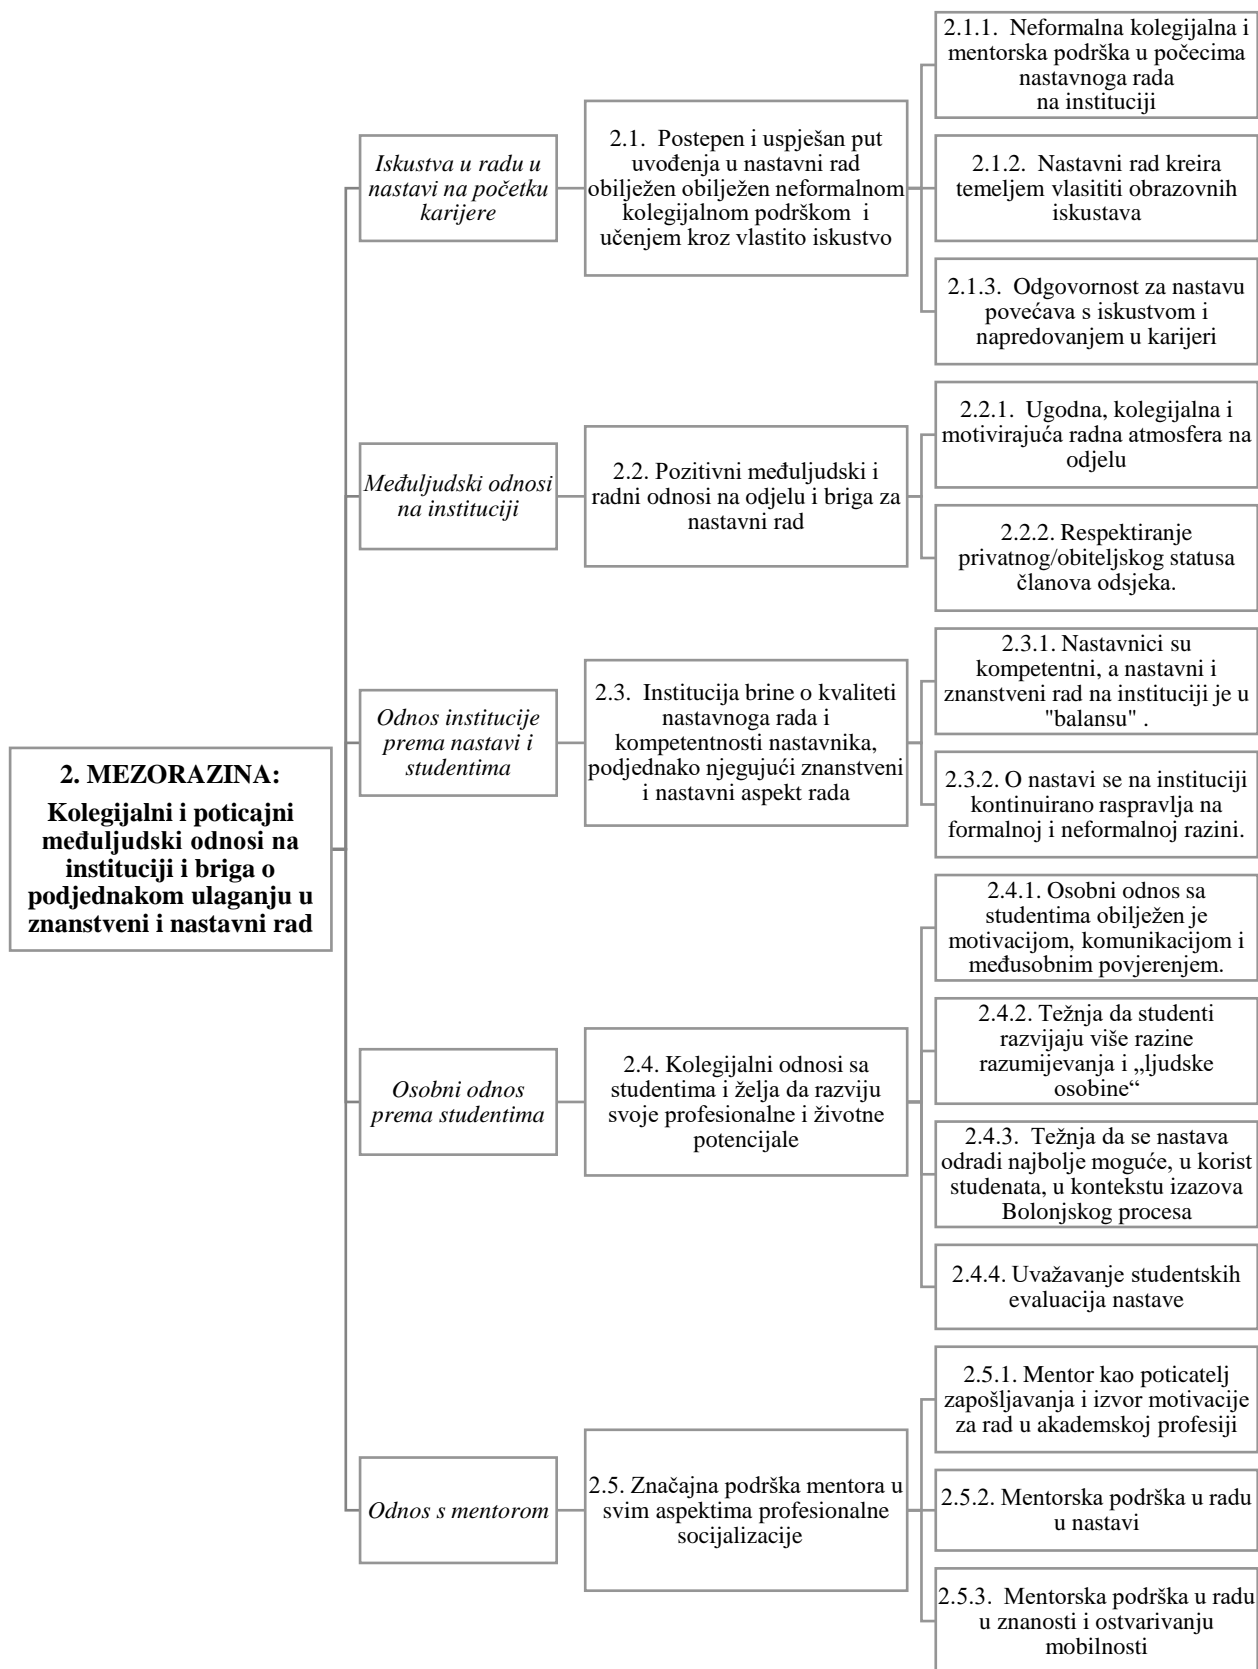 2. MEZORAZINA:
Kolegijalni i poticajni
međuljudski odnosi na
instituciji i briga o
podjednakom ulaganju u
znanstveni i nastavni rad
Iskustva u radu u
nastavi na početku
karijere
2.1. Postepen i uspješan put
uvođenja u nastavni rad
obilježen obilježen neformalnom
kolegijalnom podrškom i
učenjem kroz vlastito iskustvo
2.1.1. Neformalna kolegijalna i
mentorska podrška u počecima
nastavnoga rada
na instituciji
2.1.2. Nastavni rad kreira
temeljem vlasititi obrazovnih
iskustava
2.1.3. Odgovornost za nastavu
povećava s iskustvom i
napredovanjem u karijeri
Međuljudski odnosi
na instituciji
2.2. Pozitivni međuljudski i
radni odnosi na odjelu i briga za
nastavni rad
2.2.1. Ugodna, kolegijalna i
motivirajuća radna atmosfera na
odjelu
2.2.2. Respektiranje
privatnog/obiteljskog statusa
članova odsjeka.
Odnos institucije
prema nastavi i
studentima
2.3. Institucija brine o kvaliteti
nastavnoga rada i
kompetentnosti nastavnika,
podjednako njegujući znanstveni
i nastavni aspekt rada
2.3.1. Nastavnici su
kompetentni, a nastavni i
znanstveni rad na instituciji je u
"balansu" .
2.3.2. O nastavi se na instituciji
kontinuirano raspravlja na
formalnoj i neformalnoj razini.
Osobni odnos
prema studentima
2.4. Kolegijalni odnosi sa
studentima i želja da razviju
svoje profesionalne i životne
potencijale
2.4.1. Osobni odnos sa
studentima obilježen je
motivacijom, komunikacijom i
međusobnim povjerenjem.
2.4.2. Težnja da studenti
razvijaju više razine
razumijevanja i „ljudske
osobine“
2.4.3. Težnja da se nastava
odradi najbolje moguće, u korist
studenata, u kontekstu izazova
Bolonjskog procesa
2.4.4. Uvažavanje studentskih
evaluacija nastave
Odnos s mentorom
2.5. Značajna podrška mentora u
svim aspektima profesionalne
socijalizacije
2.5.1. Mentor kao poticatelj
zapošljavanja i izvor motivacije
za rad u akademskoj profesiji
2.5.2. Mentorska podrška u radu
u nastavi
2.5.3. Mentorska podrška u radu
u znanosti i ostvarivanju
mobilnosti